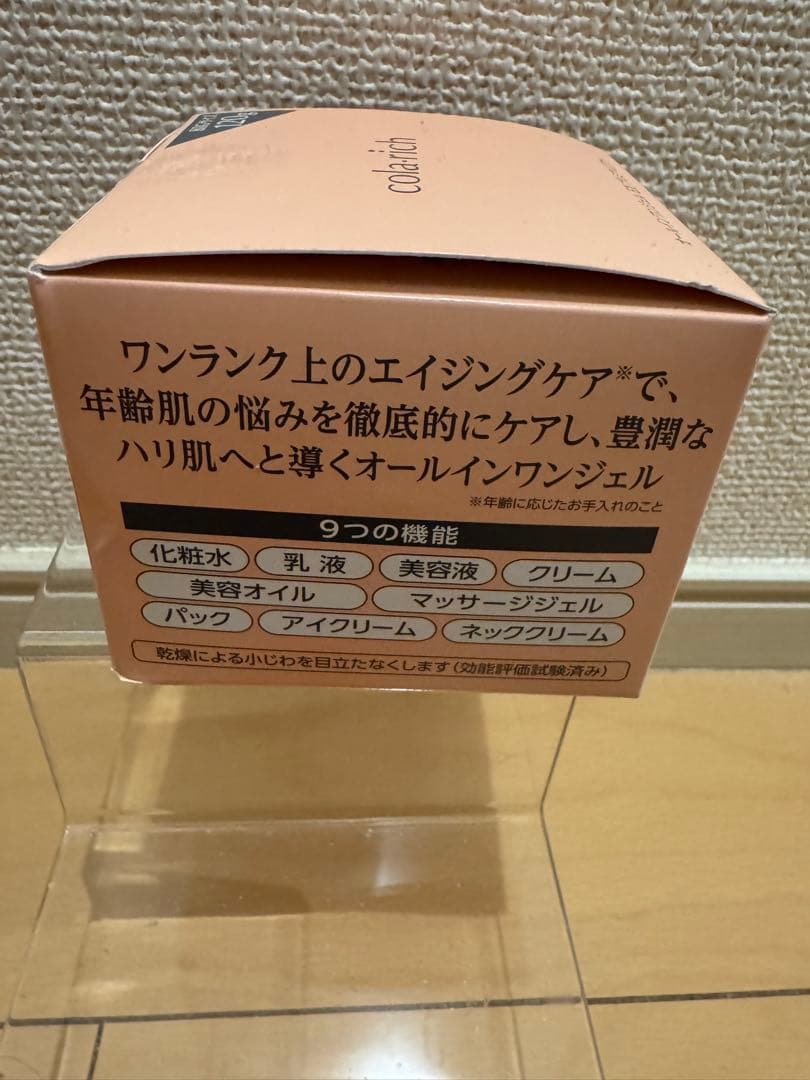 120g
cola·rich
ワンランク上のエイジングケア※で、
年齢肌の悩みを徹底的にケアし、豊潤な
ハリ肌へと導くオールインワンジェル
※年齢に応じたお手入れのこと
9つの機能
化粧水 乳液 美容液 クリーム
美容オイル マッサージジェル
パック アイクリーム ネッククリーム
乾燥による小じわを目立たなくします(効能評価試験済み)